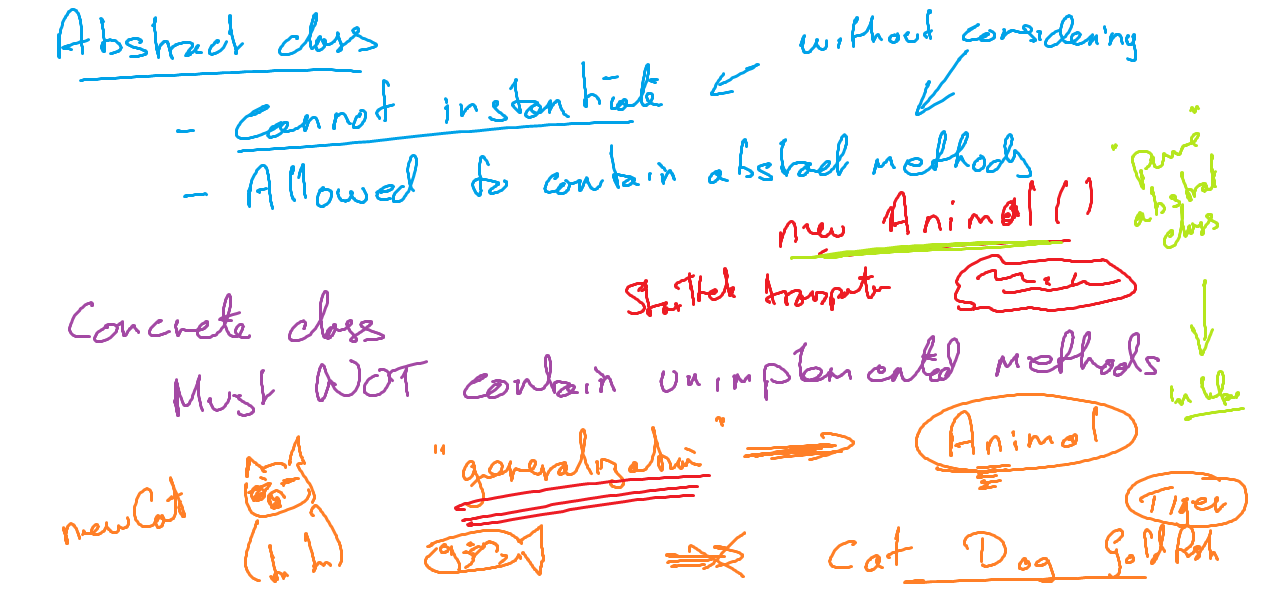 Abstract class
without considering
- Cannot instantiate
- Allowed to contain abstract methods
"pure"
abstract
class
new Animal()
StarTrek transporter
Concrete class
Must NOT contain unimplemented methods
"generalization"
Animal
new Cat
Tiger
Cat Dog Goldfish